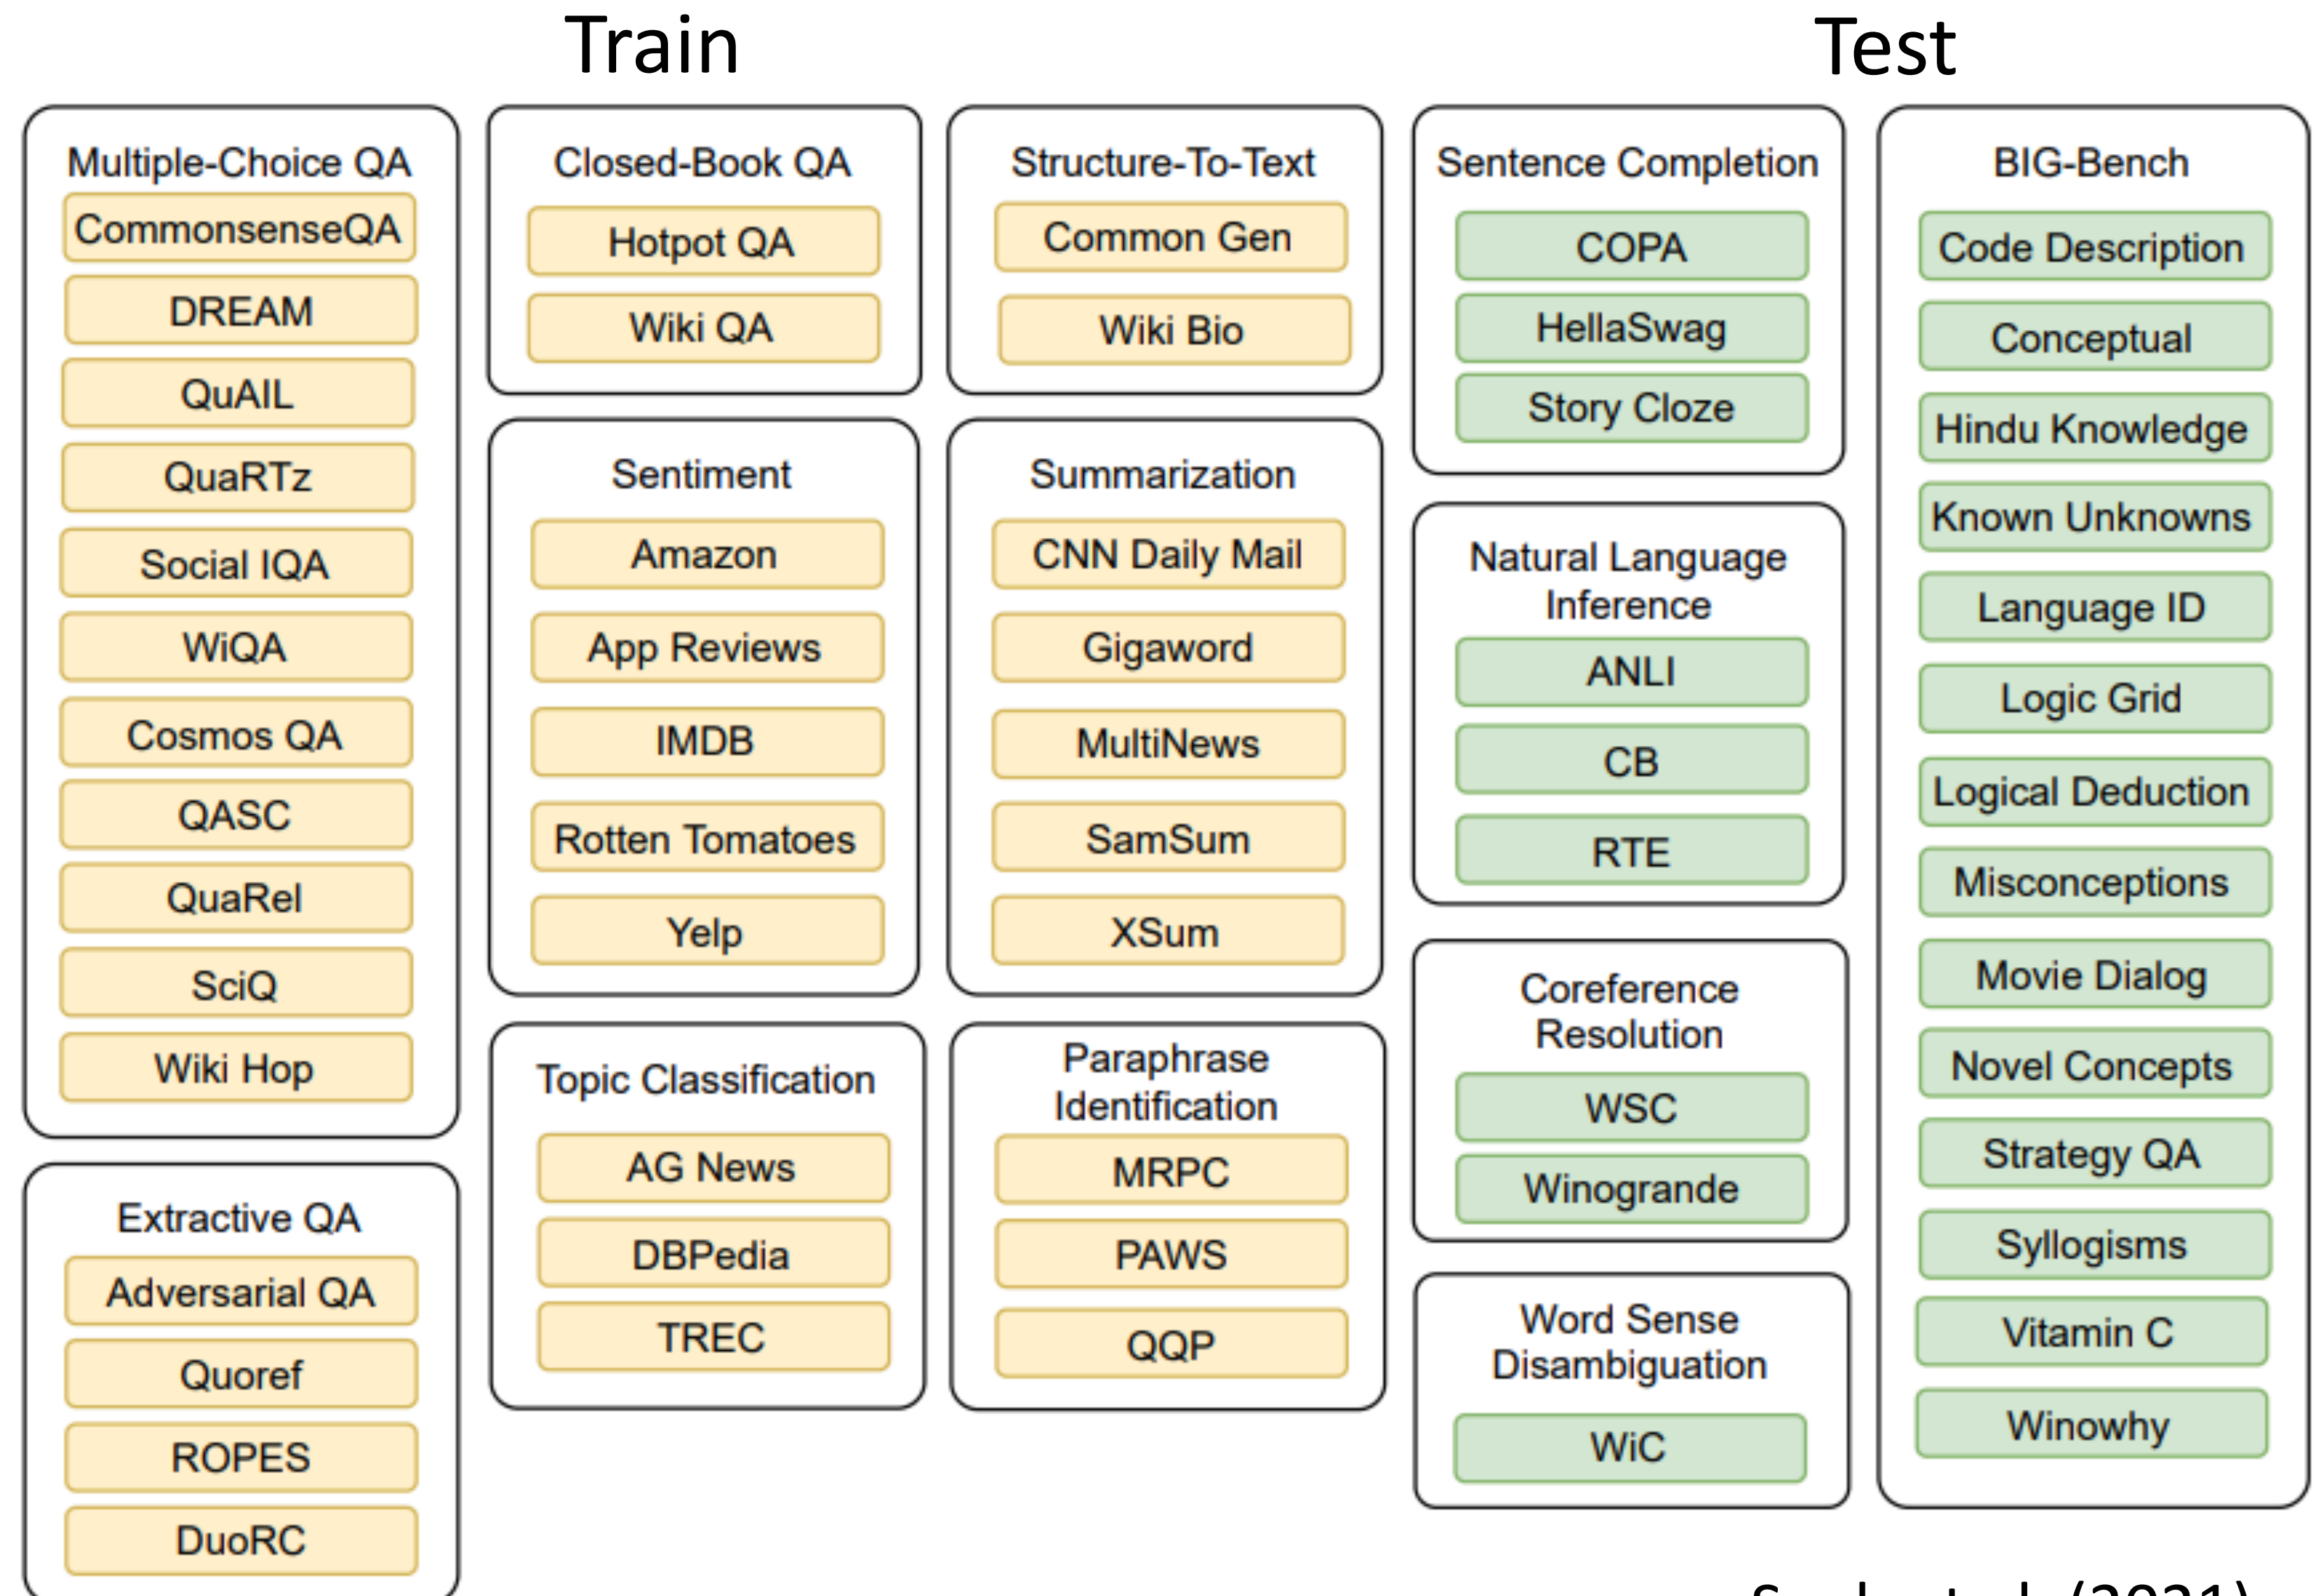 Train
Test
Multiple-Choice QA
CommonsenseQA
DREAM
QuAIL
QuaRTz
Social IQA
WiQA
Cosmos QA
QASC
QuaRel
SciQ
Wiki Hop
Extractive QA
Adversarial QA
Quoref
ROPES
DuoRC
Closed-Book QA
Hotpot QA
Wiki QA
Sentiment
Amazon
App Reviews
IMDB
Rotten Tomatoes
Yelp
Topic Classification
AG News
DBPedia
TREC
Structure-To-Text
Common Gen
Wiki Bio
Summarization
CNN Daily Mail
Gigaword
MultiNews
SamSum
XSum
Paraphrase
Identification
MRPC
PAWS
QQP
Sentence Completion
COPA
HellaSwag
Story Cloze
Natural Language
Inference
ANLI
CB
RTE
Coreference
Resolution
WSC
Winogrande
Word Sense
Disambiguation
WiC
BIG-Bench
Code Description
Conceptual
Hindu Knowledge
Known Unknowns
Language ID
Logic Grid
Logical Deduction
Misconceptions
Movie Dialog
Novel Concepts
Strategy QA
Syllogisms
Vitamin C
Winowhy
(2021)